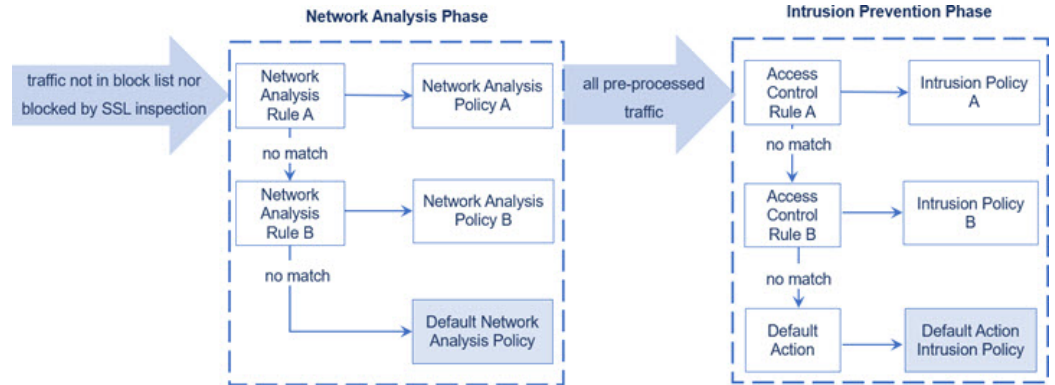 Network Analysis Phase
Intrusion Prevention Phase
traffic not in block list nor
blocked by SSL inspection
Network
Analysis
Rule A
Network Analysis
Policy A
no match
Network
Analysis
Rule B
Network Analysis
Policy B
no match
Default Network
Analysis Policy
all pre-processed
traffic
Access
Control
Rule A
Intrusion Policy
A
no match
Access
Control
Rule B
Intrusion Policy
B
no match
Default
Action
Default Action
Intrusion Policy